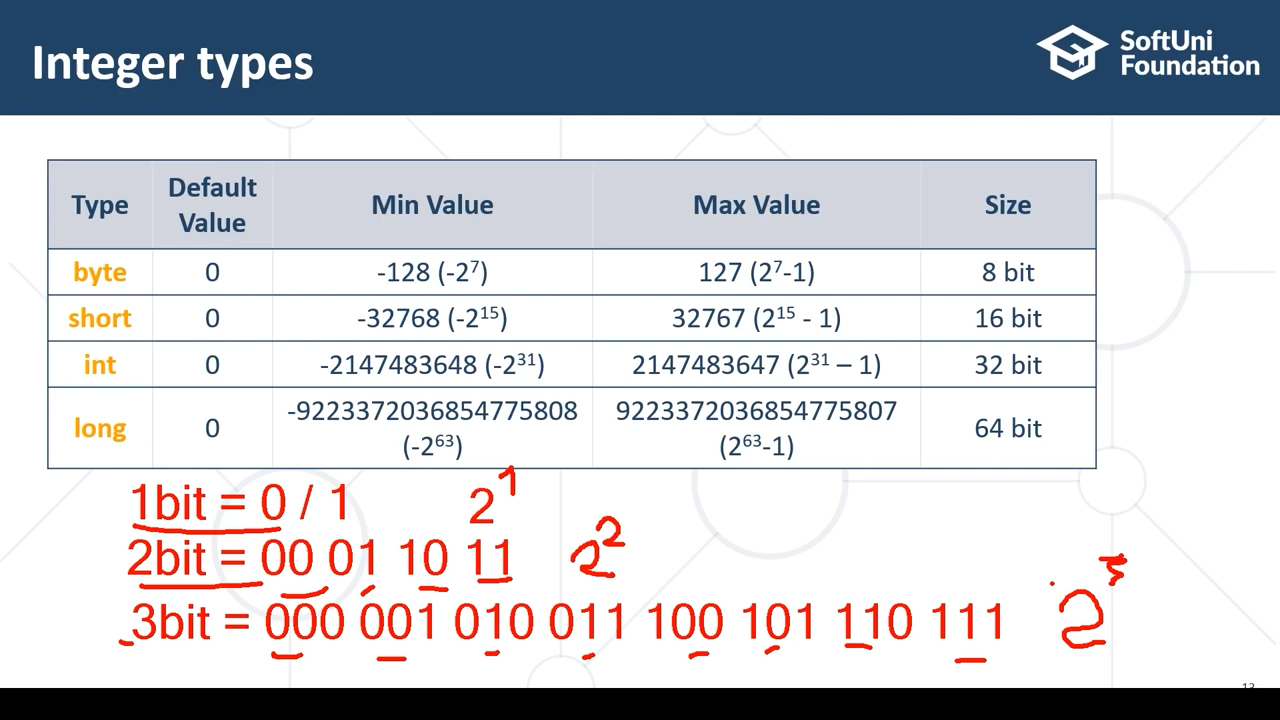 Integer types
SoftUni
Foundation
Type Default Value Min Value Max Value Size
byte 0 -128 (-2⁷) 127 (2⁷-1) 8 bit
short 0 -32768 (-2¹⁵) 32767 (2¹⁵ - 1) 16 bit
int 0 -2147483648 (-2³¹) 2147483647 (2³¹ – 1) 32 bit
long 0 -9223372036854775808 (-2⁶³) 9223372036854775807 (2⁶³-1) 64 bit
1bit = 0 / 1 2¹
2bit = 00 01 10 11 2²
3bit = 000 001 010 011 100 101 110 111 2³